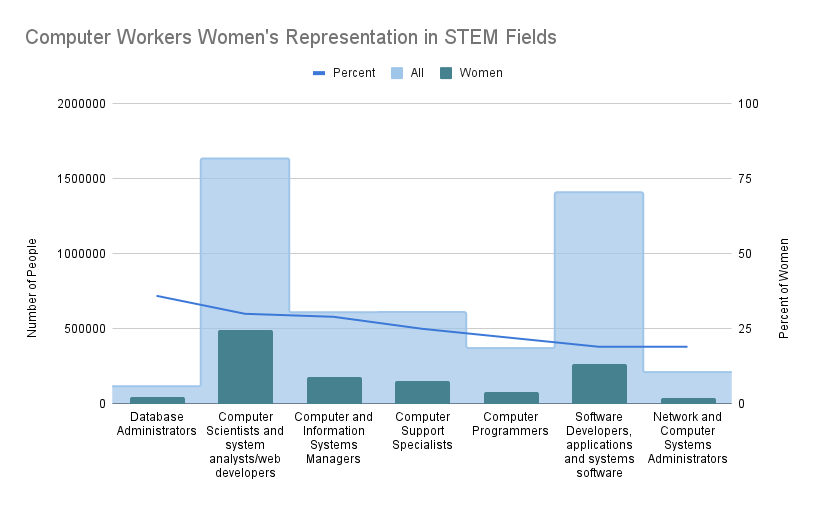 Computer Workers Women's Representation in STEM Fields
Percent All Women
2000000
1500000
1000000
500000
0
Number of People
100
75
50
25
0
Percent of Women
Database
Administrators
Computer
Scientists and
system
analysts/web
developers
Computer and
Information
Systems
Managers
Computer
Support
Specialists
Computer
Programmers
Software
Developers,
applications
and systems
software
Network and
Computer
Systems
Administrators